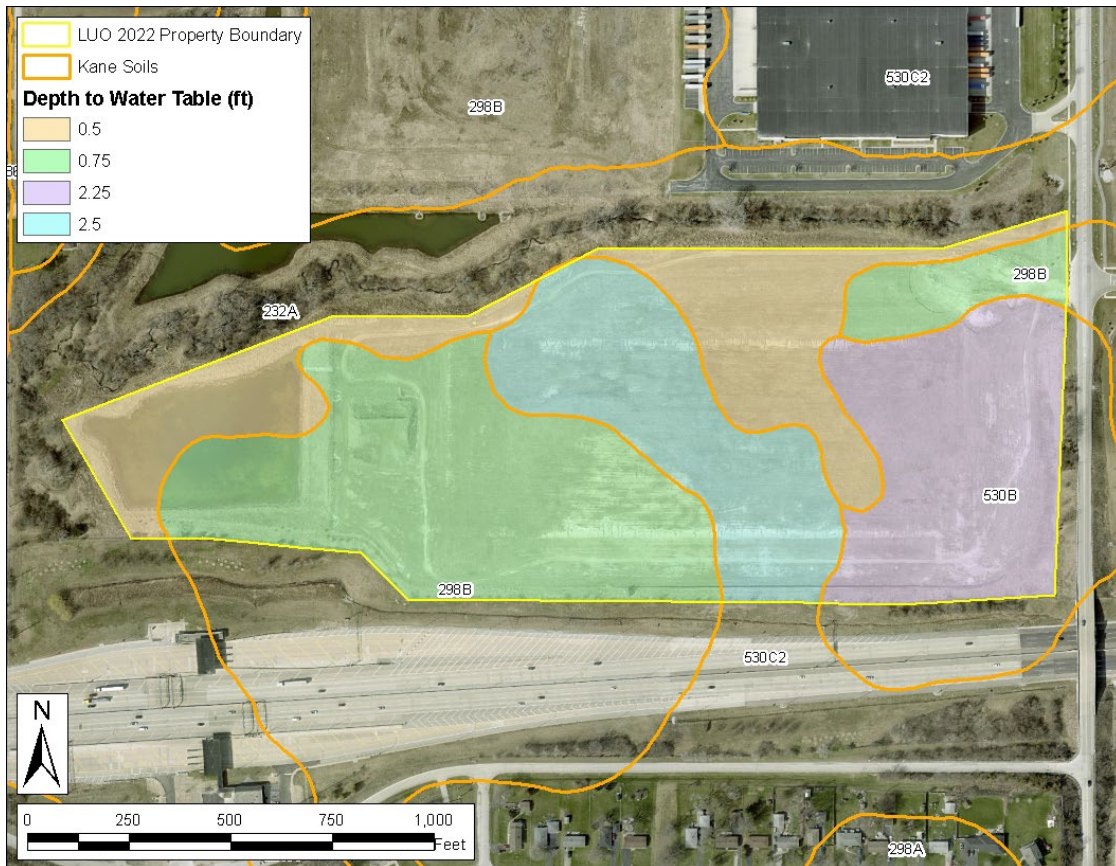 LUO 2022 Property Boundary
Kane Soils
Depth to Water Table (ft)
0.5
0.75
2.25
2.5
530C2
298B
298B
232A
530B
298B
530C2
N
0 250 500 750 1,000
Feet
298A